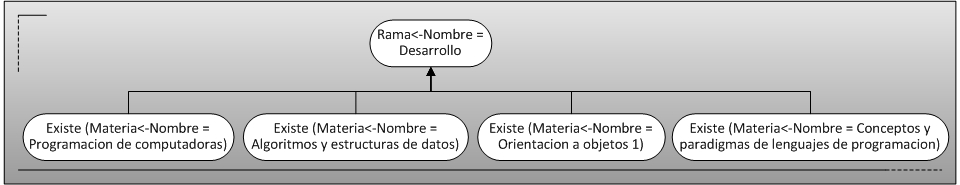 Rama<-Nombre =
Desarrollo
Existe (Materia<-Nombre =
Programacion de computadoras)
Existe (Materia<-Nombre =
Algoritmos y estructuras de datos)
Existe (Materia<-Nombre =
Orientacion a objetos 1)
Existe (Materia<-Nombre = Conceptos y
paradigmas de lenguajes de programacion)